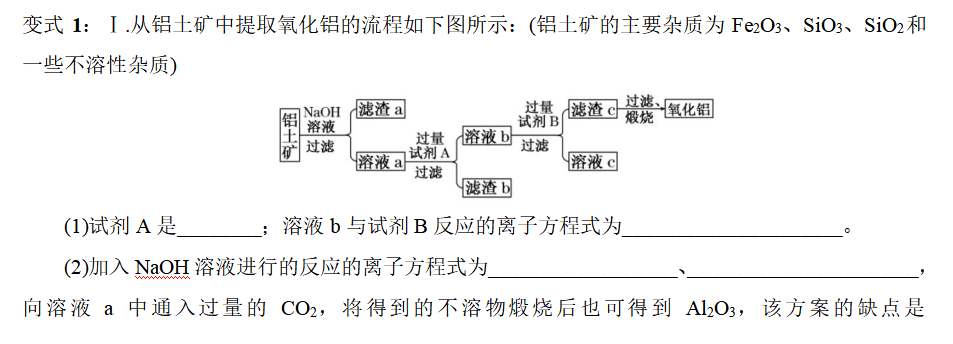 变式 1：Ⅰ.从铝土矿中提取氧化铝的流程如下图所示：(铝土矿的主要杂质为 Fe₂O₃、SiO₃、SiO₂和
一些不溶性杂质)
铝土矿
NaOH
溶液
过滤
滤渣 a
溶液 a
过量
试剂 A
过滤
溶液 b
滤渣 b
过量
试剂 B
过滤
滤渣 c
溶液 c
过滤、
煅烧
氧化铝
(1)试剂 A 是________；溶液 b 与试剂 B 反应的离子方程式为____________________。
(2)加入 NaOH 溶液进行的反应的离子方程式为__________________、______________________，
向溶液 a 中通入过量的 CO₂，将得到的不溶物煅烧后也可得到 Al₂O₃，该方案的缺点是